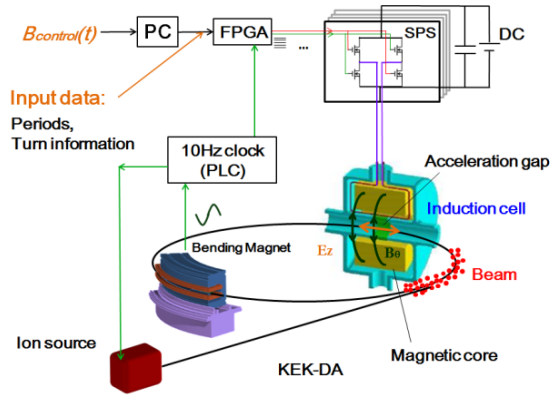 Bcontrol(t)
PC
FPGA
...
SPS
DC
Input data:
Periods,
Turn information
10Hz clock
(PLC)
Acceleration gap
Induction cell
Bending Magnet
Ez
Bθ
Beam
Ion source
Magnetic core
KEK-DA